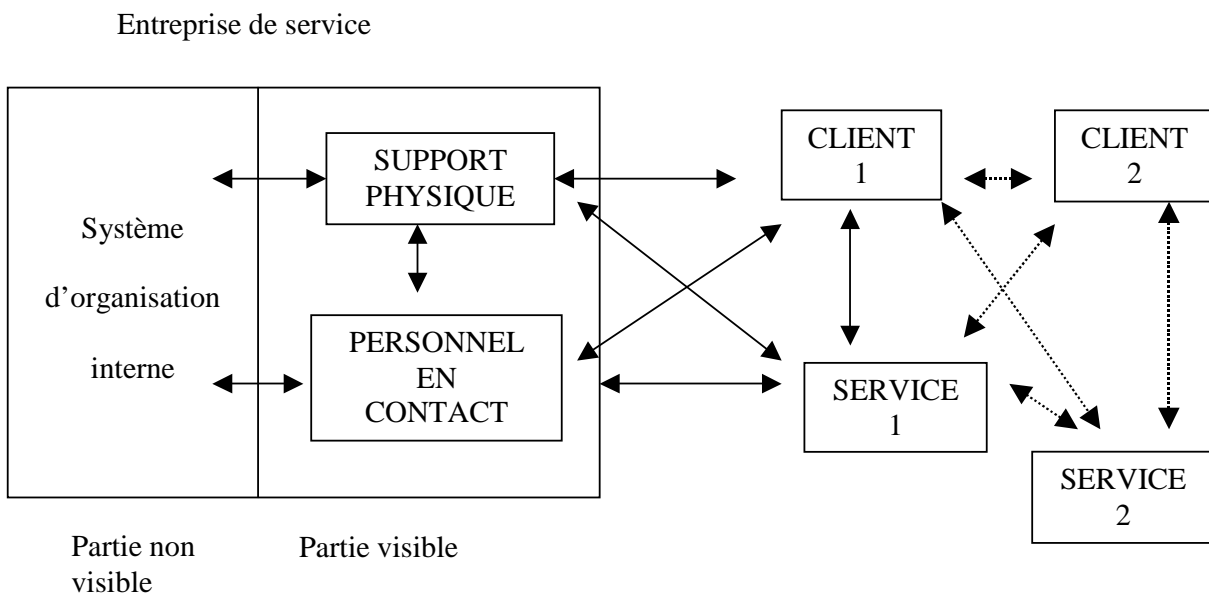 Entreprise de service
SUPPORT
PHYSIQUE
CLIENT
1
CLIENT
2
Système
d’organisation
interne
PERSONNEL
EN
CONTACT
SERVICE
1
SERVICE
2
Partie non
visible
Partie visible